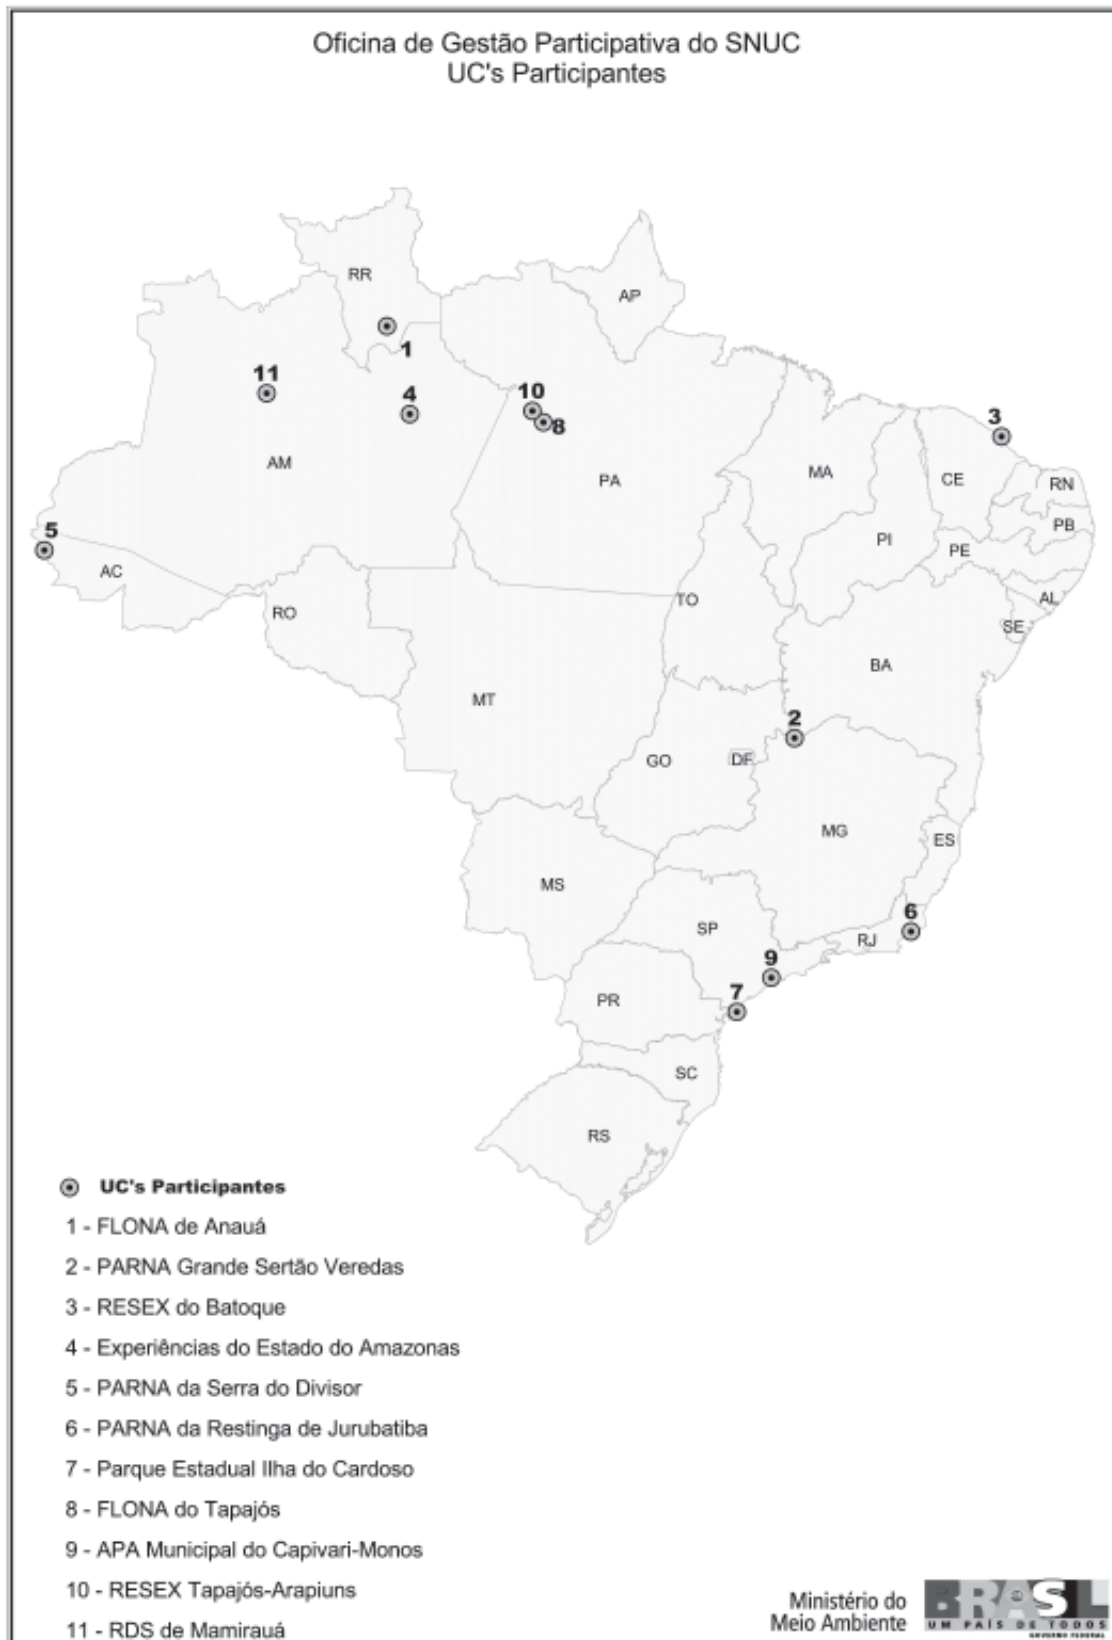 Oficina de Gestão Participativa do SNUC
UC's Participantes
RR
AP
1
11
4
10
8
3
AM
PA
MA
CE
RN
PB
PI
PE
5
AC
RO
TO
AL
SE
BA
MT
2
GO
DF
MG
ES
MS
6
SP
RJ
9
7
PR
SC
RS
UC's Participantes
1 - FLONA de Anauá
2 - PARNA Grande Sertão Veredas
3 - RESEX do Batoque
4 - Experiências do Estado do Amazonas
5 - PARNA da Serra do Divisor
6 - PARNA da Restinga de Jurubatiba
7 - Parque Estadual Ilha do Cardoso
8 - FLONA do Tapajós
9 - APA Municipal do Capivari-Monos
10 - RESEX Tapajós-Arapiuns
11 - RDS de Mamirauá
Ministério do
Meio Ambiente
BRASIL
UM PAÍS DE TODOS
GOVERNO FEDERAL